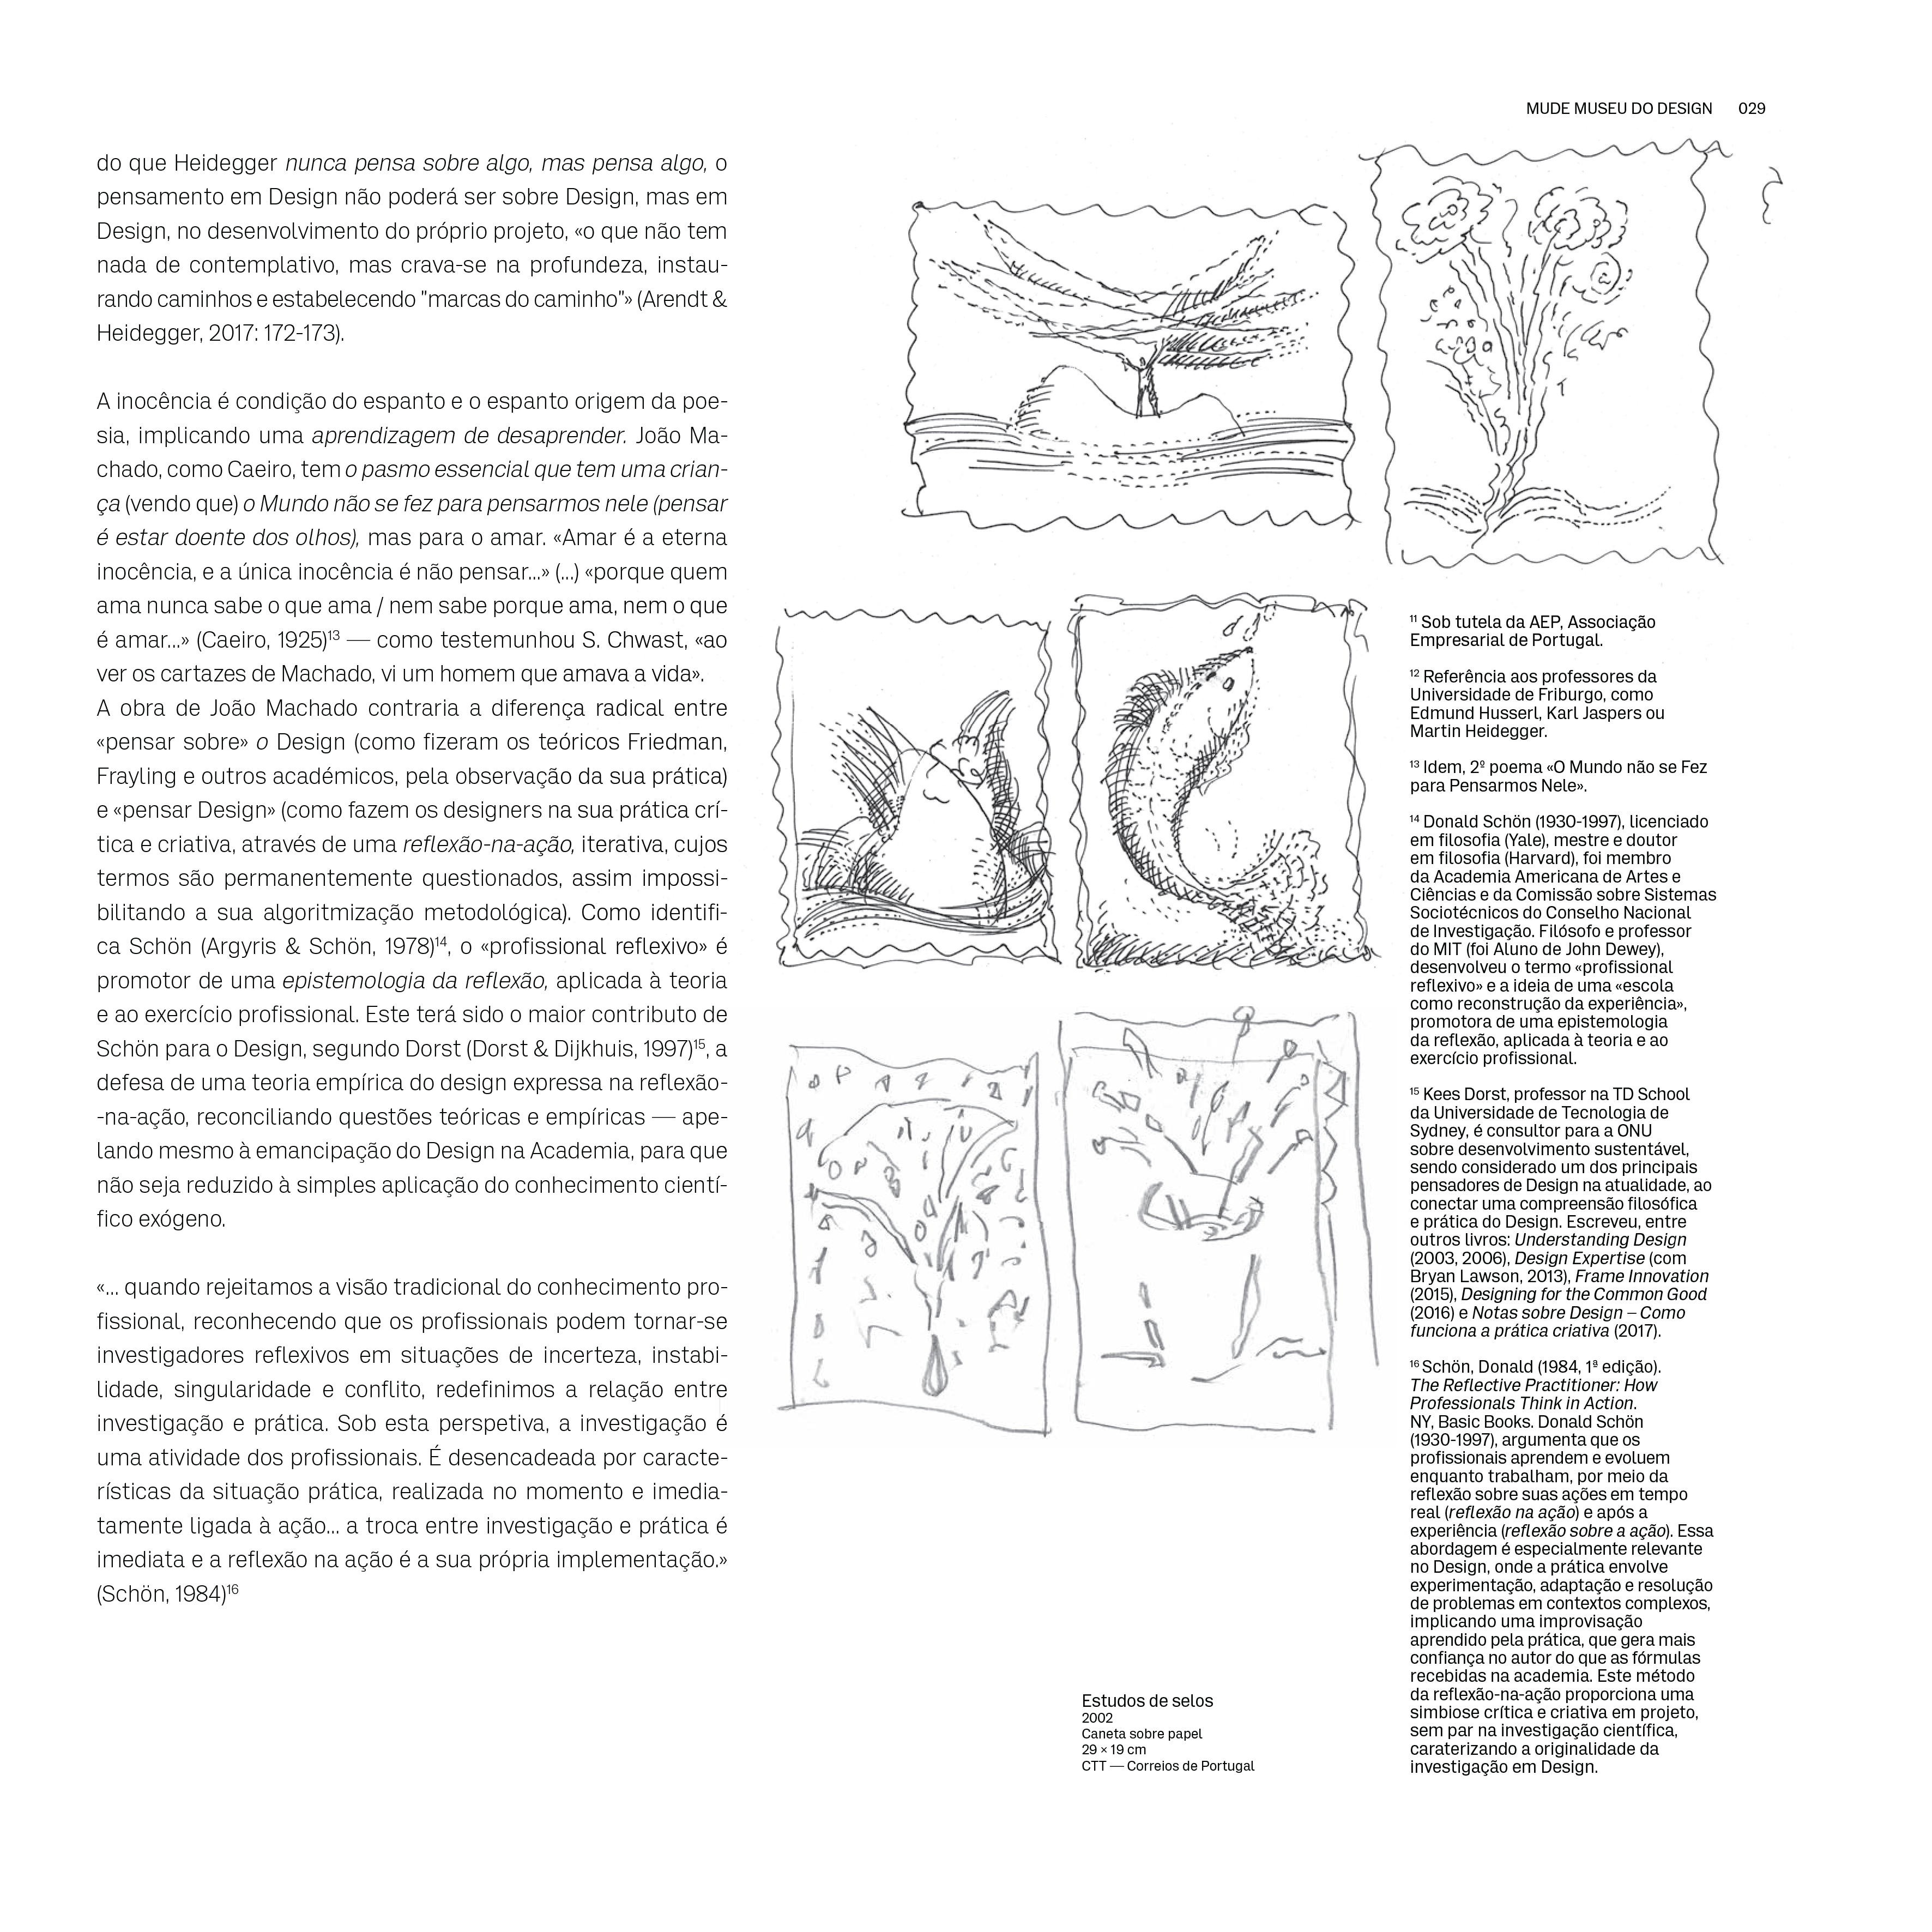 MUDE MUSEU DO DESIGN 029
do que Heidegger nunca pensa sobre algo, mas pensa algo, o
pensamento em Design não poderá ser sobre Design, mas em
Design, no desenvolvimento do próprio projeto, «o que não tem
nada de contemplativo, mas crava-se na profundeza, instau-
rando caminhos e estabelecendo "marcas do caminho"» (Arendt &
Heidegger, 2017: 172-173).
A inocência é condição do espanto e o espanto origem da poe-
sia, implicando uma aprendizagem de desaprender. João Ma-
chado, como Caeiro, tem o pasmo essencial que tem uma crian-
ça (vendo que) o Mundo não se fez para pensarmos nele (pensar
é estar doente dos olhos), mas para o amar. «Amar é a eterna
inocência, e a única inocência é não pensar...» (...) «porque quem
ama nunca sabe o que ama / nem sabe porque ama, nem o que
é amar...» (Caeiro, 1925)¹³ — como testemunhou S. Chwast, «ao
ver os cartazes de Machado, vi um homem que amava a vida».
A obra de João Machado contraria a diferença radical entre
«pensar sobre» o Design (como fizeram os teóricos Friedman,
Frayling e outros académicos, pela observação da sua prática)
e «pensar Design» (como fazem os designers na sua prática crí-
tica e criativa, através de uma reflexão-na-ação, iterativa, cujos
termos são permanentemente questionados, assim impossi-
bilitando a sua algoritmização metodológica). Como identifi-
ca Schön (Argyris & Schön, 1978)¹⁴, o «profissional reflexivo» é
promotor de uma epistemologia da reflexão, aplicada à teoria
e ao exercício profissional. Este terá sido o maior contributo de
Schön para o Design, segundo Dorst (Dorst & Dijkhuis, 1997)¹⁵, a
defesa de uma teoria empírica do design expressa na reflexão-
-na-ação, reconciliando questões teóricas e empíricas — ape-
lando mesmo à emancipação do Design na Academia, para que
não seja reduzido à simples aplicação do conhecimento cientí-
fico exógeno.
«... quando rejeitamos a visão tradicional do conhecimento pro-
fissional, reconhecendo que os profissionais podem tornar-se
investigadores reflexivos em situações de incerteza, instabi-
lidade, singularidade e conflito, redefinimos a relação entre
investigação e prática. Sob esta perspetiva, a investigação é
uma atividade dos profissionais. É desencadeada por caracte-
rísticas da situação prática, realizada no momento e imedia-
tamente ligada à ação... a troca entre investigação e prática é
imediata e a reflexão na ação é a sua própria implementação.»
(Schön, 1984)¹⁶
Estudos de selos
2002
Caneta sobre papel
29 × 19 cm
CTT — Correios de Portugal
¹¹ Sob tutela da AEP, Associação
Empresarial de Portugal.
¹² Referência aos professores da
Universidade de Friburgo, como
Edmund Husserl, Karl Jaspers ou
Martin Heidegger.
¹³ Idem, 2º poema «O Mundo não se Fez
para Pensarmos Nele».
¹⁴ Donald Schön (1930-1997), licenciado
em filosofia (Yale), mestre e doutor
em filosofia (Harvard), foi membro
da Academia Americana de Artes e
Ciências e da Comissão sobre Sistemas
Sociotécnicos do Conselho Nacional
de Investigação. Filósofo e professor
do MIT (foi Aluno de John Dewey),
desenvolveu o termo «profissional
reflexivo» e a ideia de uma «escola
como reconstrução da experiência»,
promotora de uma epistemologia
da reflexão, aplicada à teoria e ao
exercício profissional.
¹⁵ Kees Dorst, professor na TD School
da Universidade de Tecnologia de
Sydney, é consultor para a ONU
sobre desenvolvimento sustentável,
sendo considerado um dos principais
pensadores de Design na atualidade, ao
conectar uma compreensão filosófica
e prática do Design. Escreveu, entre
outros livros: Understanding Design
(2003, 2006), Design Expertise (com
Bryan Lawson, 2013), Frame Innovation
(2015), Designing for the Common Good
(2016) e Notas sobre Design – Como
funciona a prática criativa (2017).
¹⁶ Schön, Donald (1984, 1ª edição).
The Reflective Practitioner: How
Professionals Think in Action.
NY, Basic Books. Donald Schön
(1930-1997), argumenta que os
profissionais aprendem e evoluem
enquanto trabalham, por meio da
reflexão sobre suas ações em tempo
real (reflexão na ação) e após a
experiência (reflexão sobre a ação). Essa
abordagem é especialmente relevante
no Design, onde a prática envolve
experimentação, adaptação e resolução
de problemas em contextos complexos,
implicando uma improvisação
aprendido pela prática, que gera mais
confiança no autor do que as fórmulas
recebidas na academia. Este método
da reflexão-na-ação proporciona uma
simbiose crítica e criativa em projeto,
sem par na investigação científica,
caraterizando a originalidade da
investigação em Design.